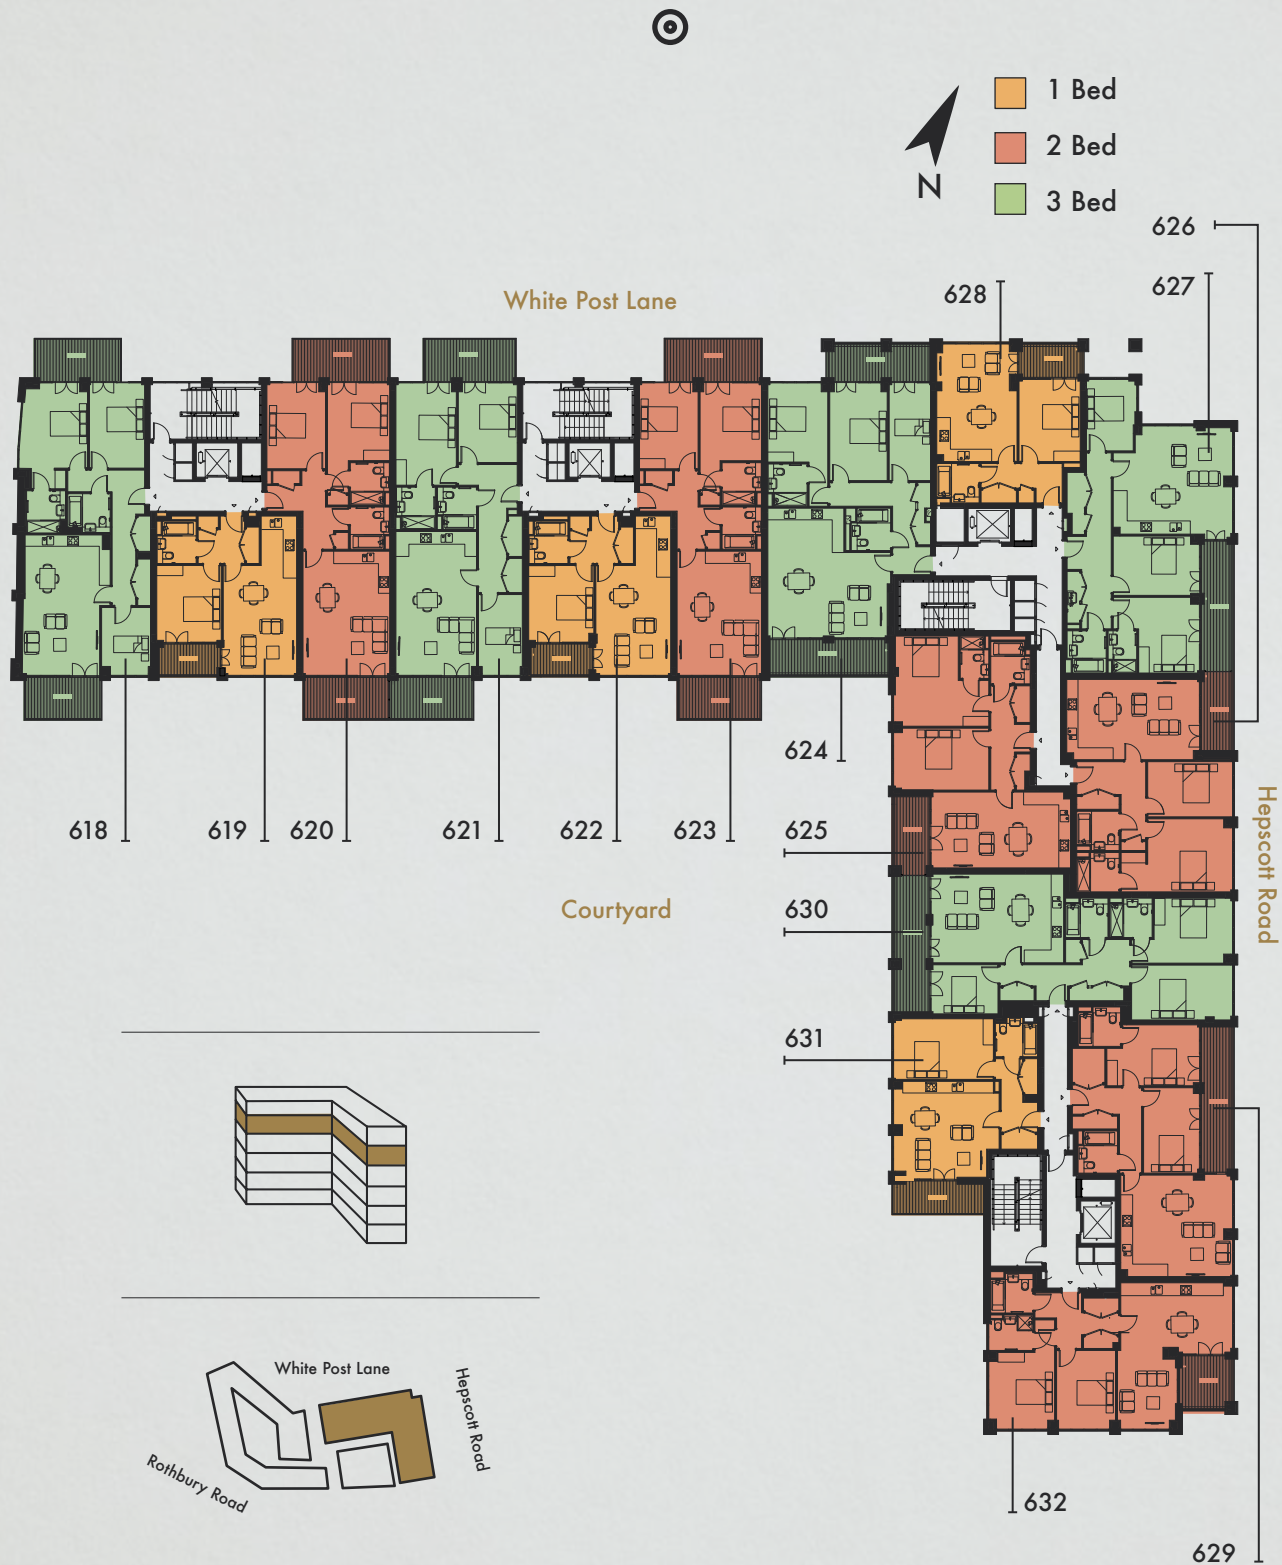 1 Bed
2 Bed
3 Bed
N
626
627
628
White Post Lane
624
618
619
620
621
622
623
625
Hepscott Road
Courtyard
630
631
White Post Lane
Hepscott Road
Rothbury Road
632
629